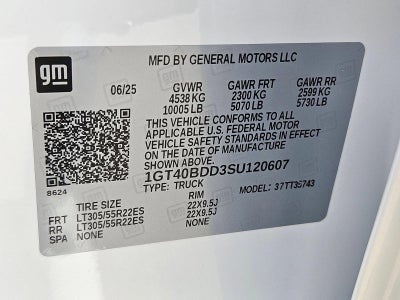 gm
MFD BY GENERAL MOTORS LLC
06/25 GVWR GAWR FRT GAWR RR
4538 KG 2300 KG 2599 KG
10005 LB 5070 LB 5730 LB
THIS VEHICLE CONFORMS TO ALL
APPLICABLE U.S. FEDERAL MOTOR
VEHICLE SAFETY STANDARDS IN EFFECT
ON THE DATE OF MANUFACTURE
SHOWN ABOVE.
1GT40BDD3SU120607
8624 TYPE: TRUCK MODEL: 37TT35743
TIRE SIZE RIM
FRT LT305/55R22ES 22X9.5J
RR LT305/55R22ES 22X9.5J
SPA NONE NONE